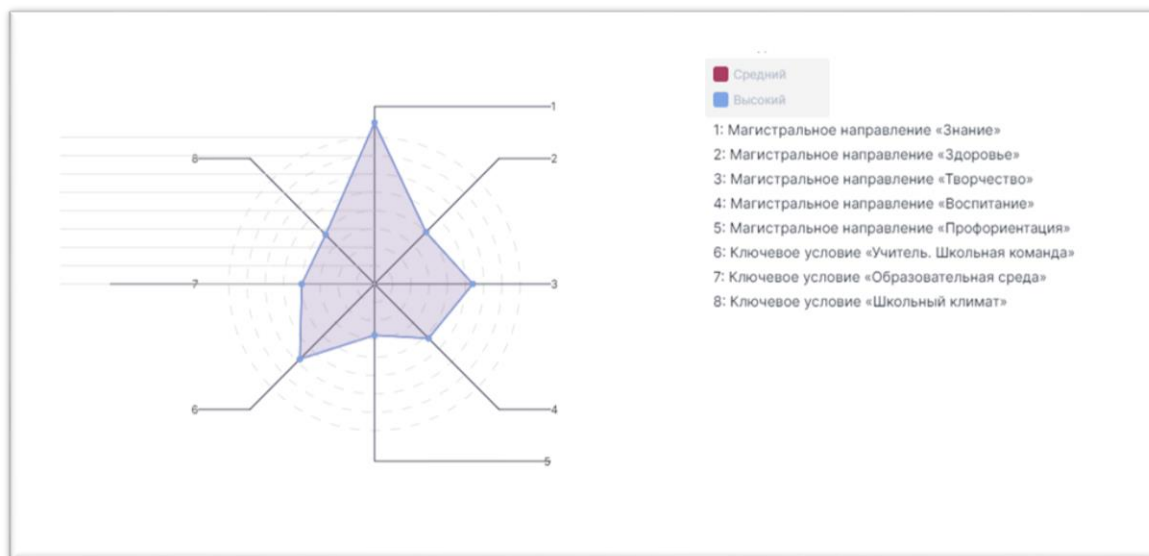 1
2
3
4
5
6
7
8
Средний
Высокий
1: Магистральное направление «Знание»
2: Магистральное направление «Здоровье»
3: Магистральное направление «Творчество»
4: Магистральное направление «Воспитание»
5: Магистральное направление «Профориентация»
6: Ключевое условие «Учитель. Школьная команда»
7: Ключевое условие «Образовательная среда»
8: Ключевое условие «Школьный климат»